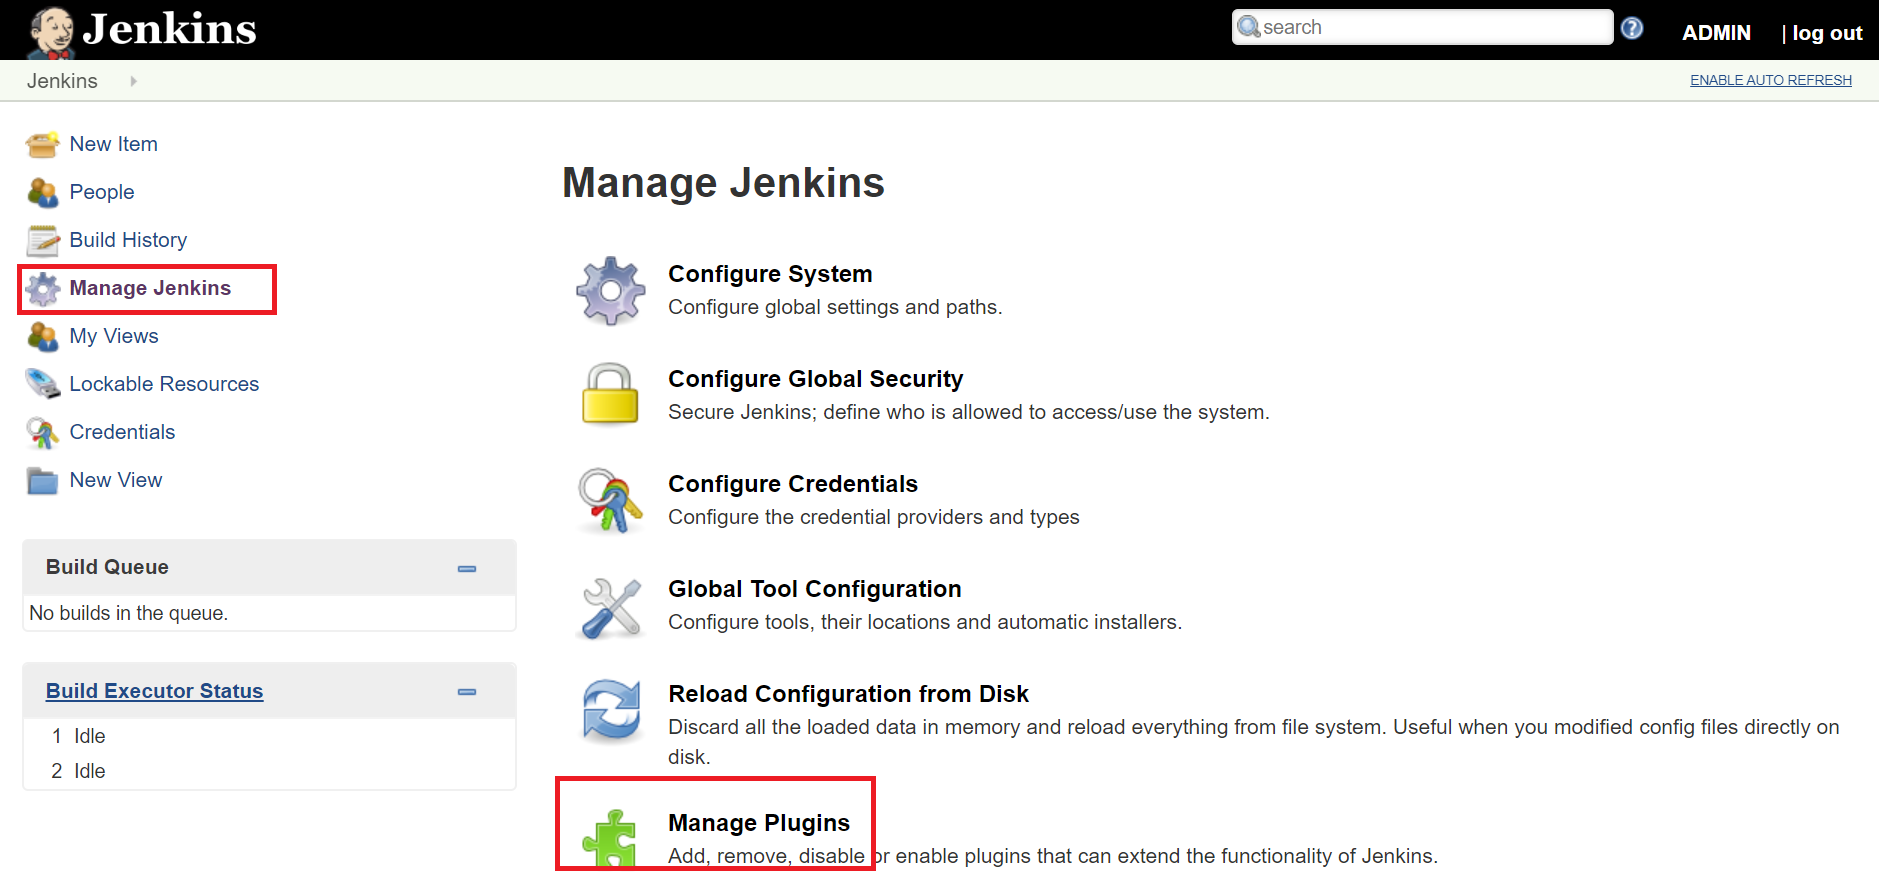 Jenkins
search
ADMIN
| log out
Jenkins
ENABLE AUTO REFRESH
New Item
People
Build History
Manage Jenkins
My Views
Lockable Resources
Credentials
New View
Build Queue
No builds in the queue.
Build Executor Status
1 Idle
2 Idle
Manage Jenkins
Configure System
Configure global settings and paths.
Configure Global Security
Secure Jenkins; define who is allowed to access/use the system.
Configure Credentials
Configure the credential providers and types
Global Tool Configuration
Configure tools, their locations and automatic installers.
Reload Configuration from Disk
Discard all the loaded data in memory and reload everything from file system. Useful when you modified config files directly on
disk.
Manage Plugins
Add, remove, disable or enable plugins that can extend the functionality of Jenkins.